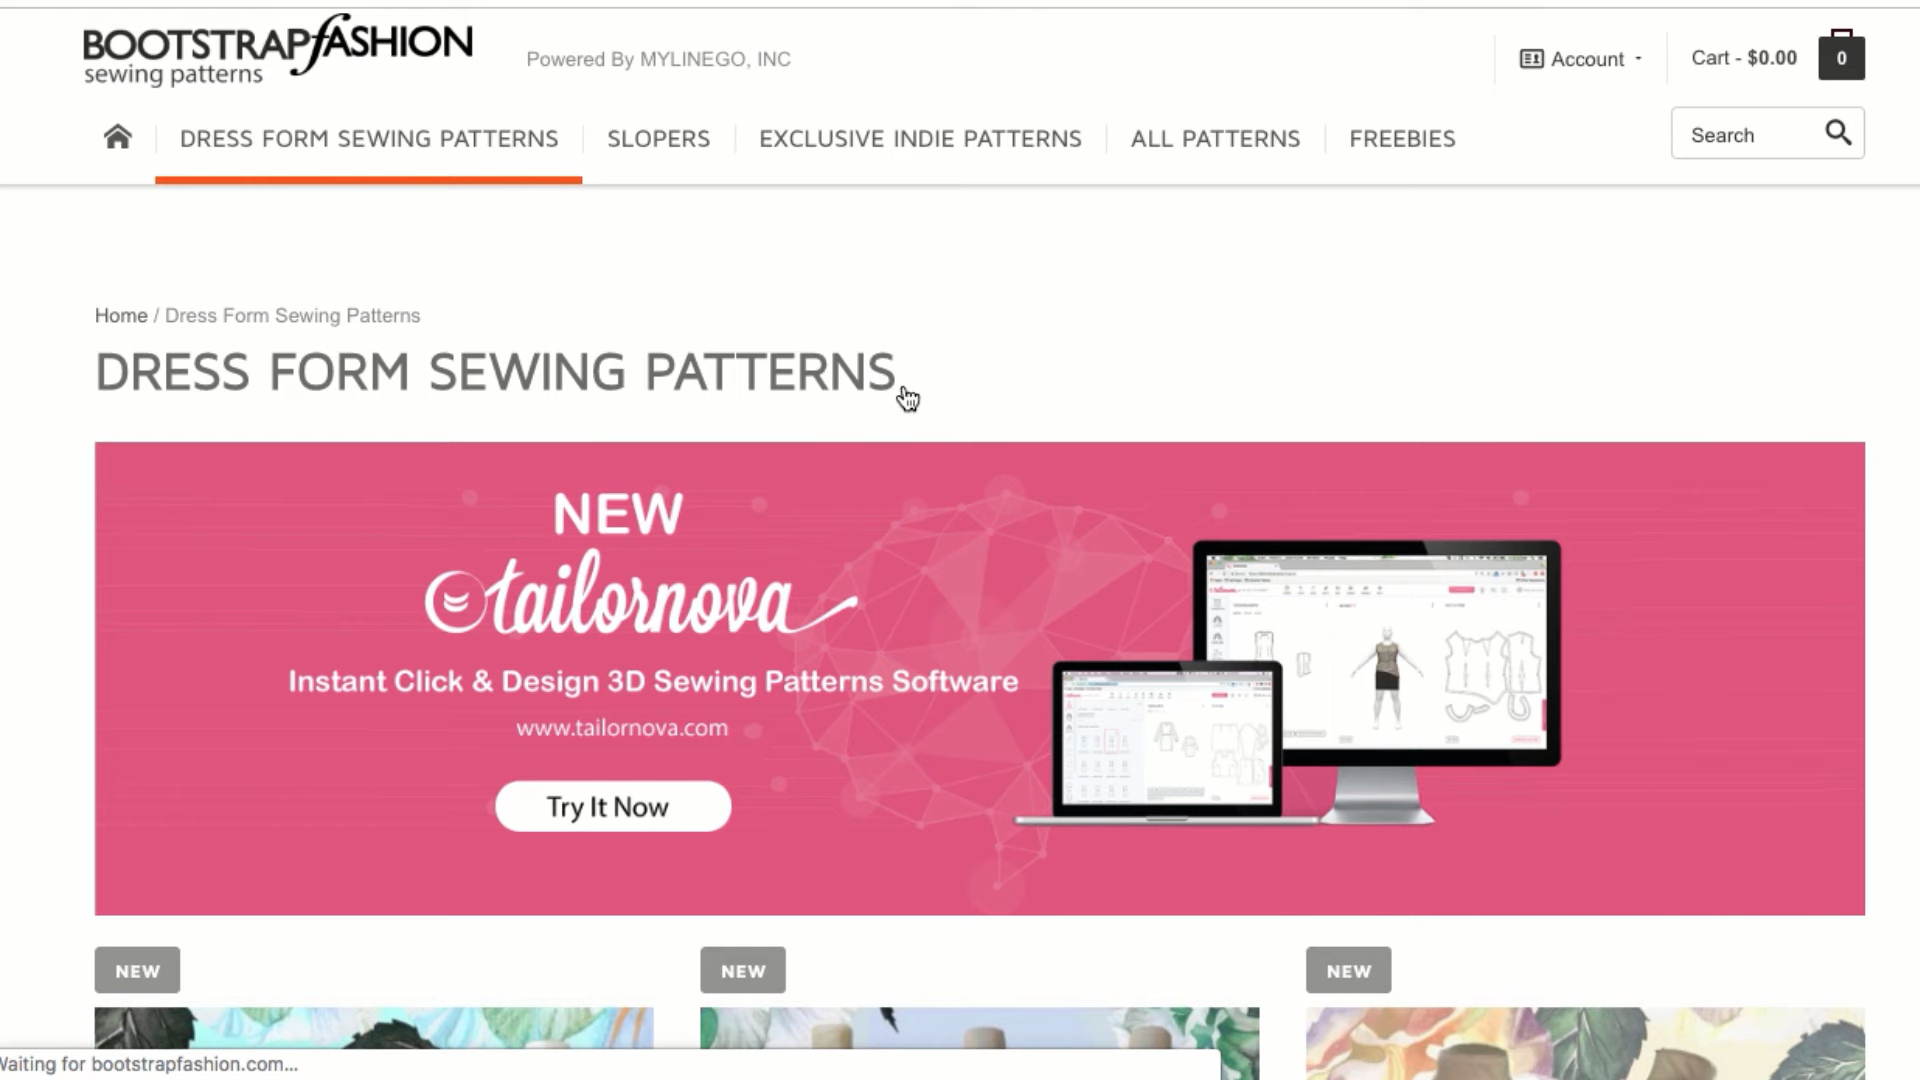 BOOTSTRAPfASHION
sewing patterns
Powered By MYLINEGO, INC
Account
Cart - $0.00
0
DRESS FORM SEWING PATTERNS
SLOPERS
EXCLUSIVE INDIE PATTERNS
ALL PATTERNS
FREEBIES
Search
Home / Dress Form Sewing Patterns
DRESS FORM SEWING PATTERNS
NEW
tailornova
Instant Click & Design 3D Sewing Patterns Software
www.tailornova.com
Try It Now
NEW
NEW
NEW
Waiting for bootstrapfashion.com...